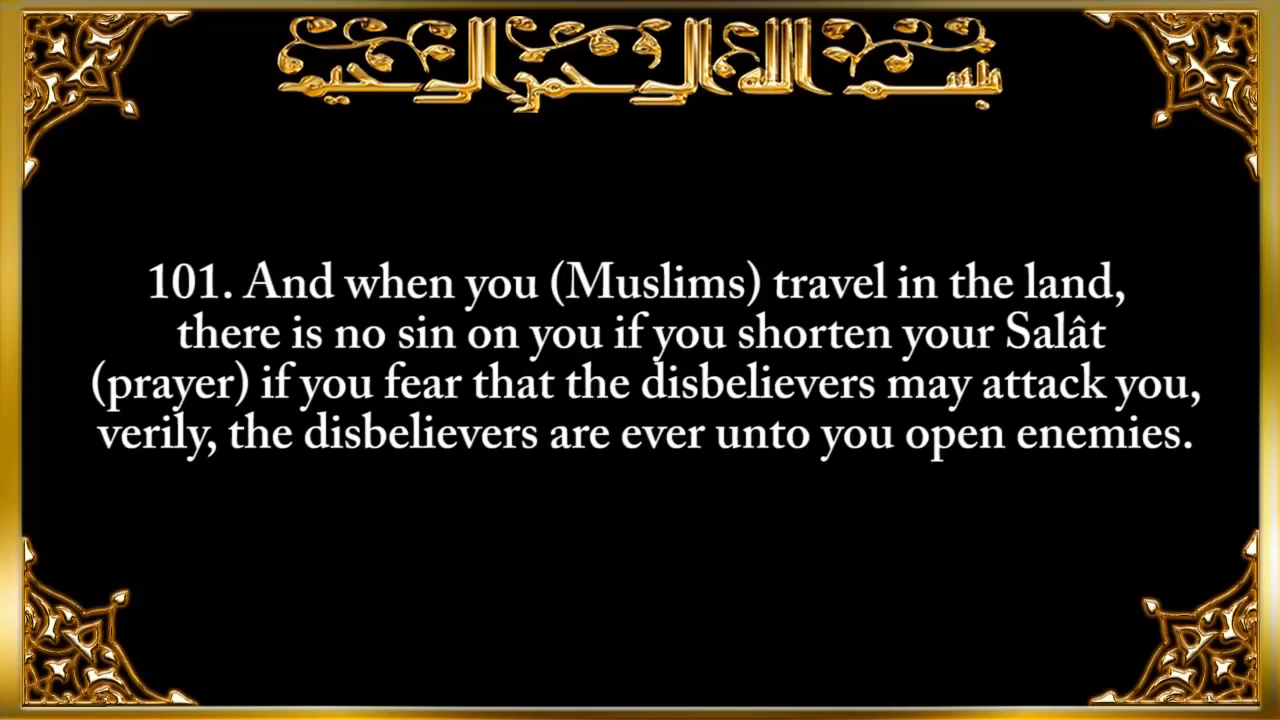 بسم الله الرحمن الرحيم
101. And when you (Muslims) travel in the land,
there is no sin on you if you shorten your Salât
(prayer) if you fear that the disbelievers may attack you,
verily, the disbelievers are ever unto you open enemies.